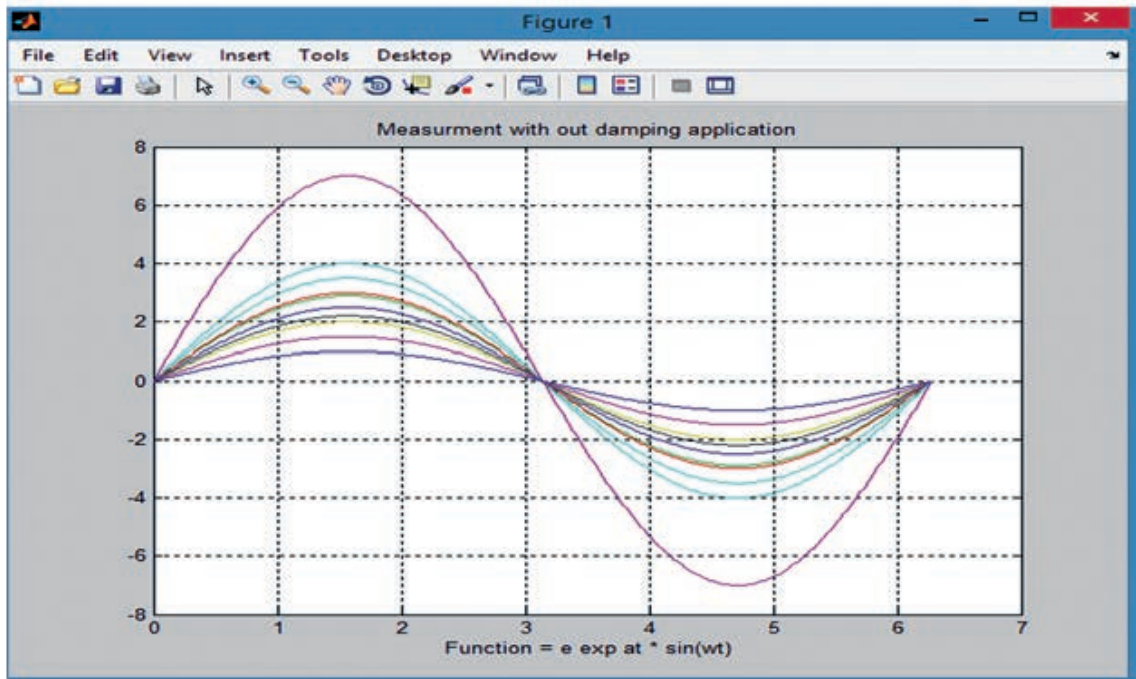 Figure 1
File Edit View Insert Tools Desktop Window Help
Measurment with out damping application
8
6
4
2
0
-2
-4
-6
-8
0 1 2 3 4 5 6 7
Function = e exp at * sin(wt)